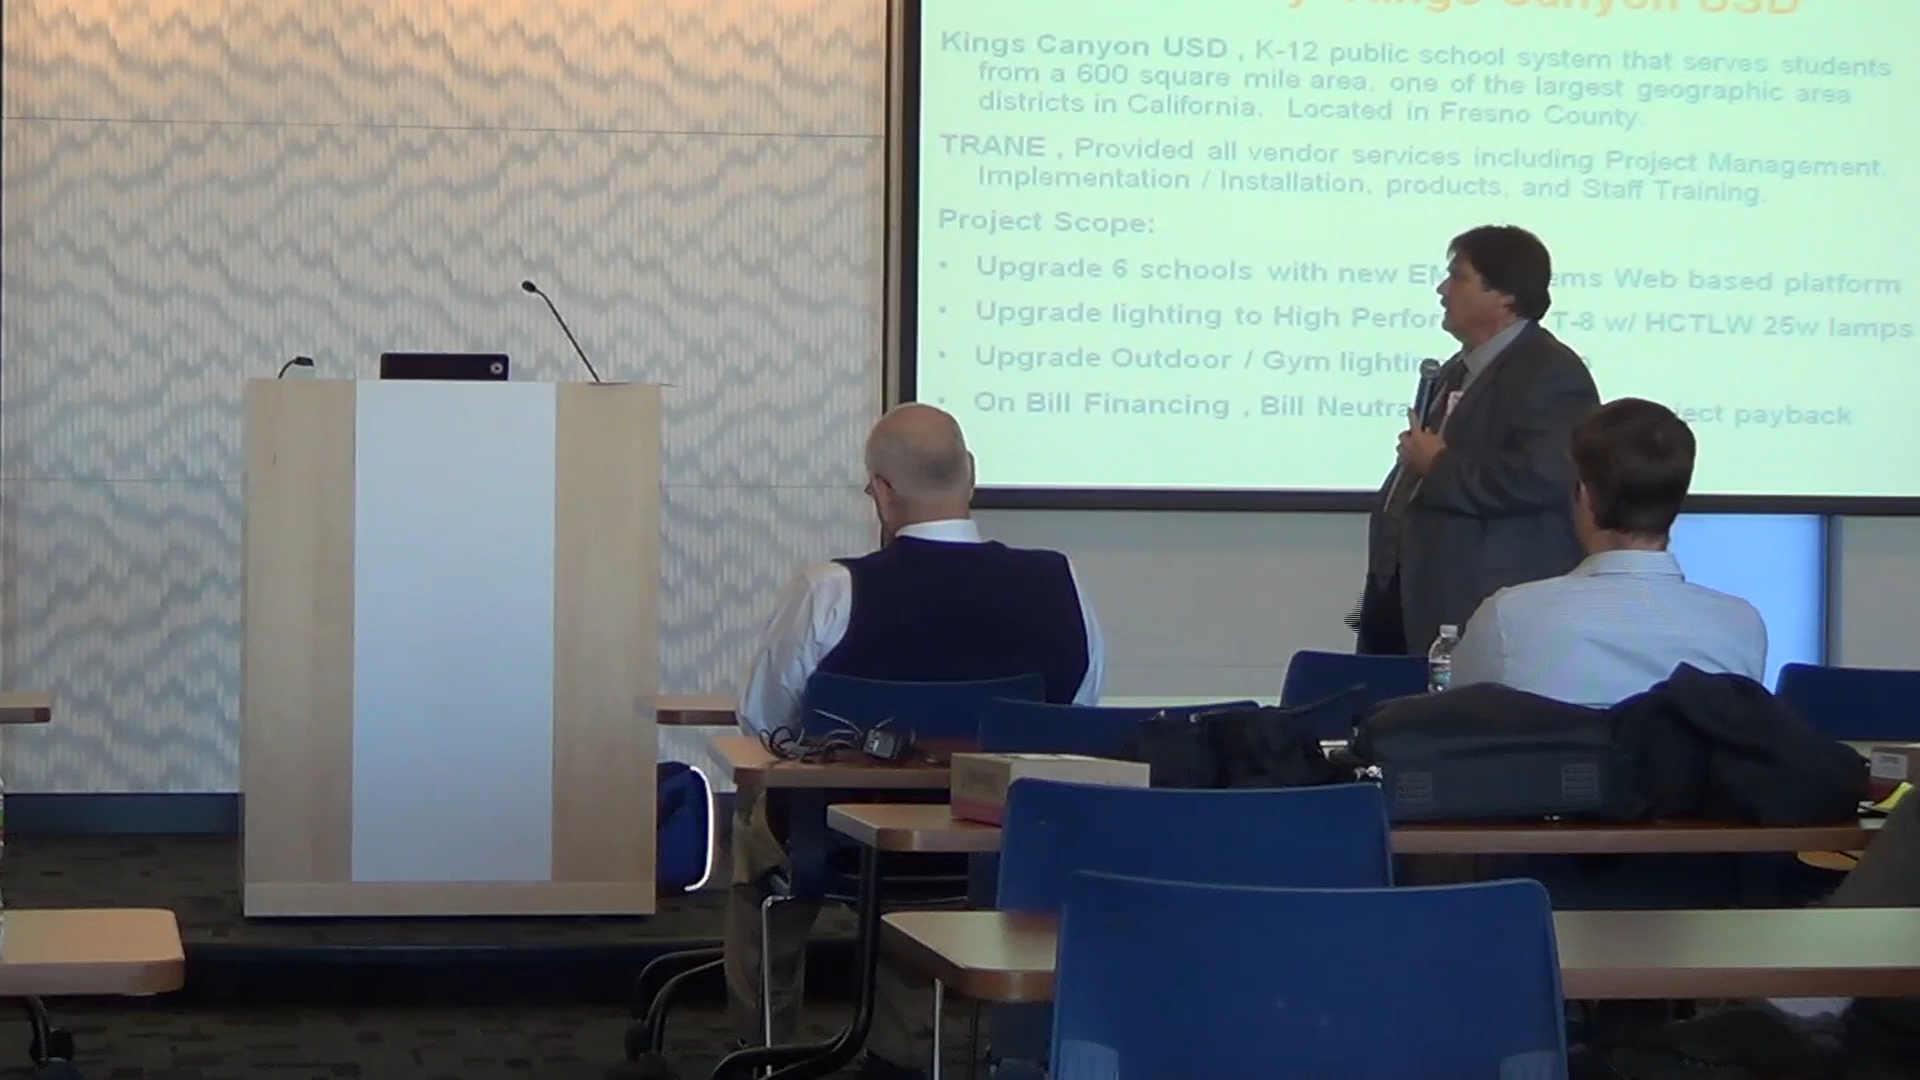 Kings Canyon USD
Kings Canyon USD , K-12 public school system that serves students
from a 600 square mile area, one of the largest geographic area
districts in California. Located in Fresno County.
TRANE , Provided all vendor services including Project Management,
Implementation / Installation, products, and Staff Training.
Project Scope:
• Upgrade 6 schools with new Web based platform
• Upgrade lighting to High T-8 w/ HCTLW 25w lamps
• Upgrade Outdoor / Gym
• On Bill Financing , Bill payback